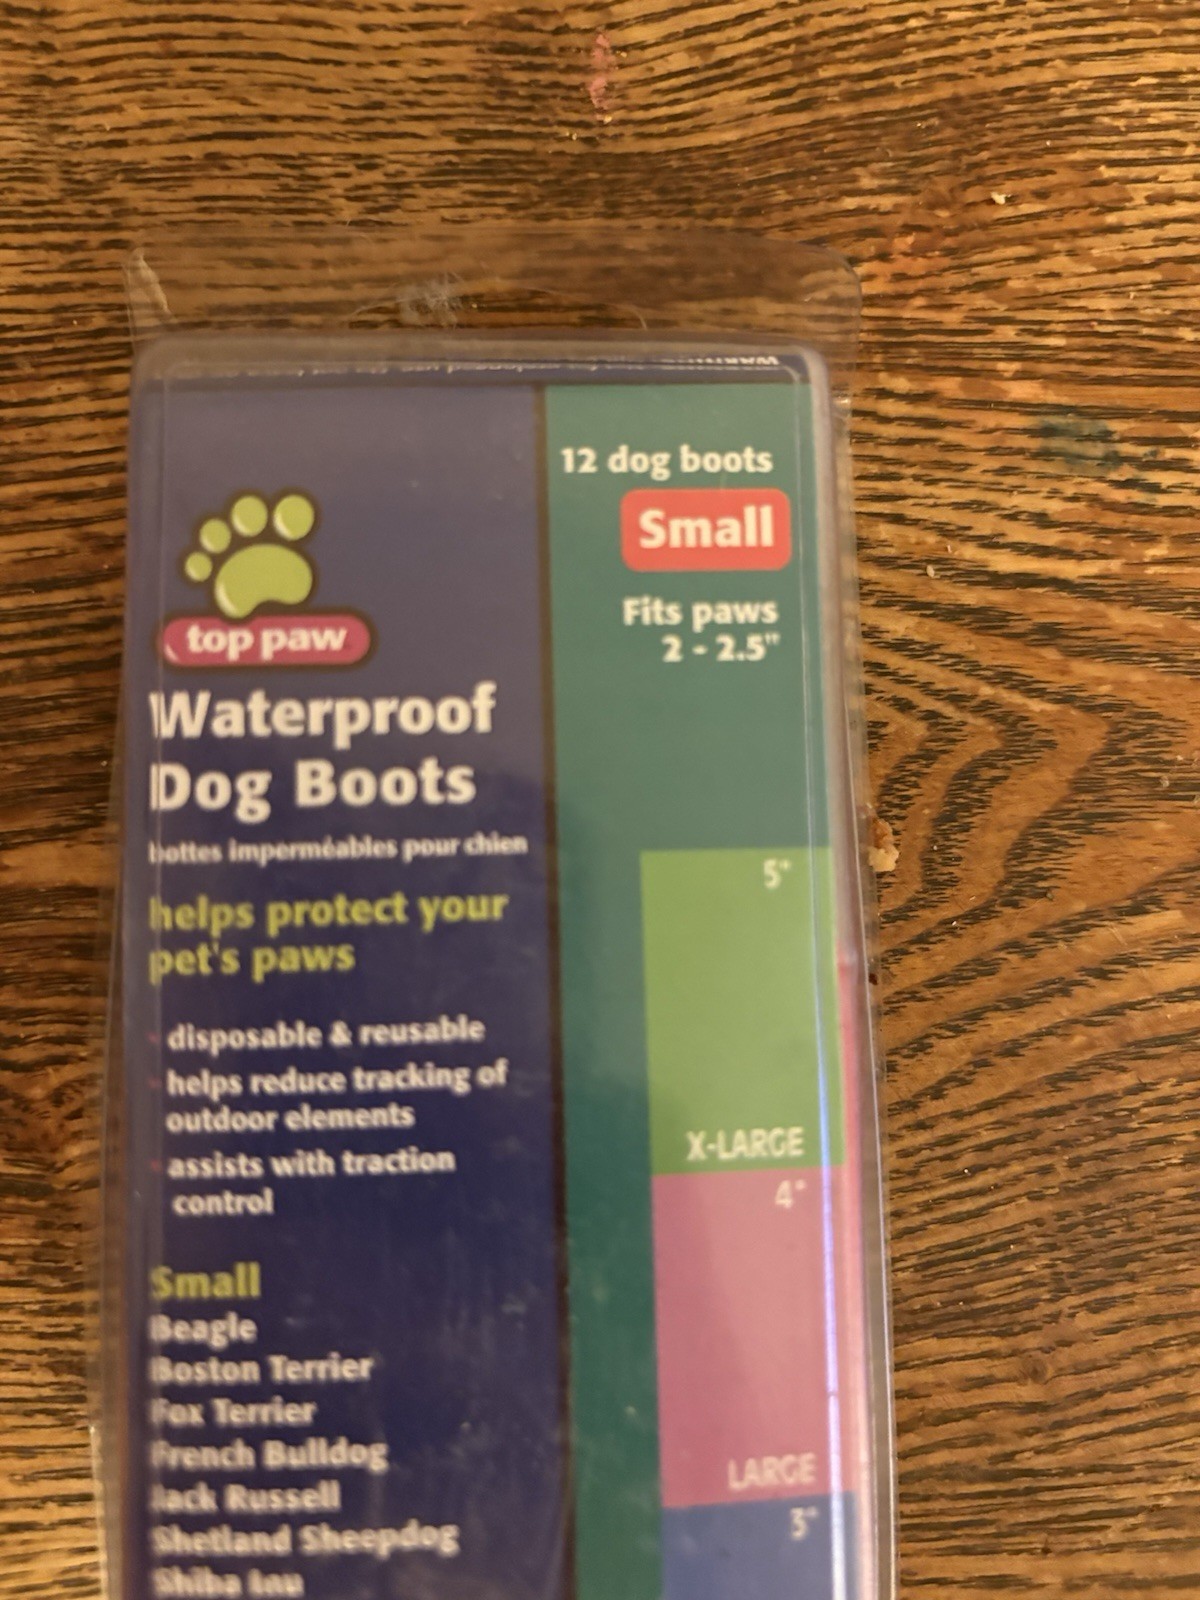 top paw
Waterproof
Dog Boots
bottes imperméables pour chien
helps protect your
pet's paws
disposable & reusable
helps reduce tracking of
outdoor elements
assists with traction
control
Small
Beagle
Boston Terrier
Fox Terrier
French Bulldog
Jack Russell
Shetland Sheepdog
Shiba Inu
12 dog boots
Small
Fits paws
2 - 2.5"
5"
X-LARGE
4"
LARGE
3"